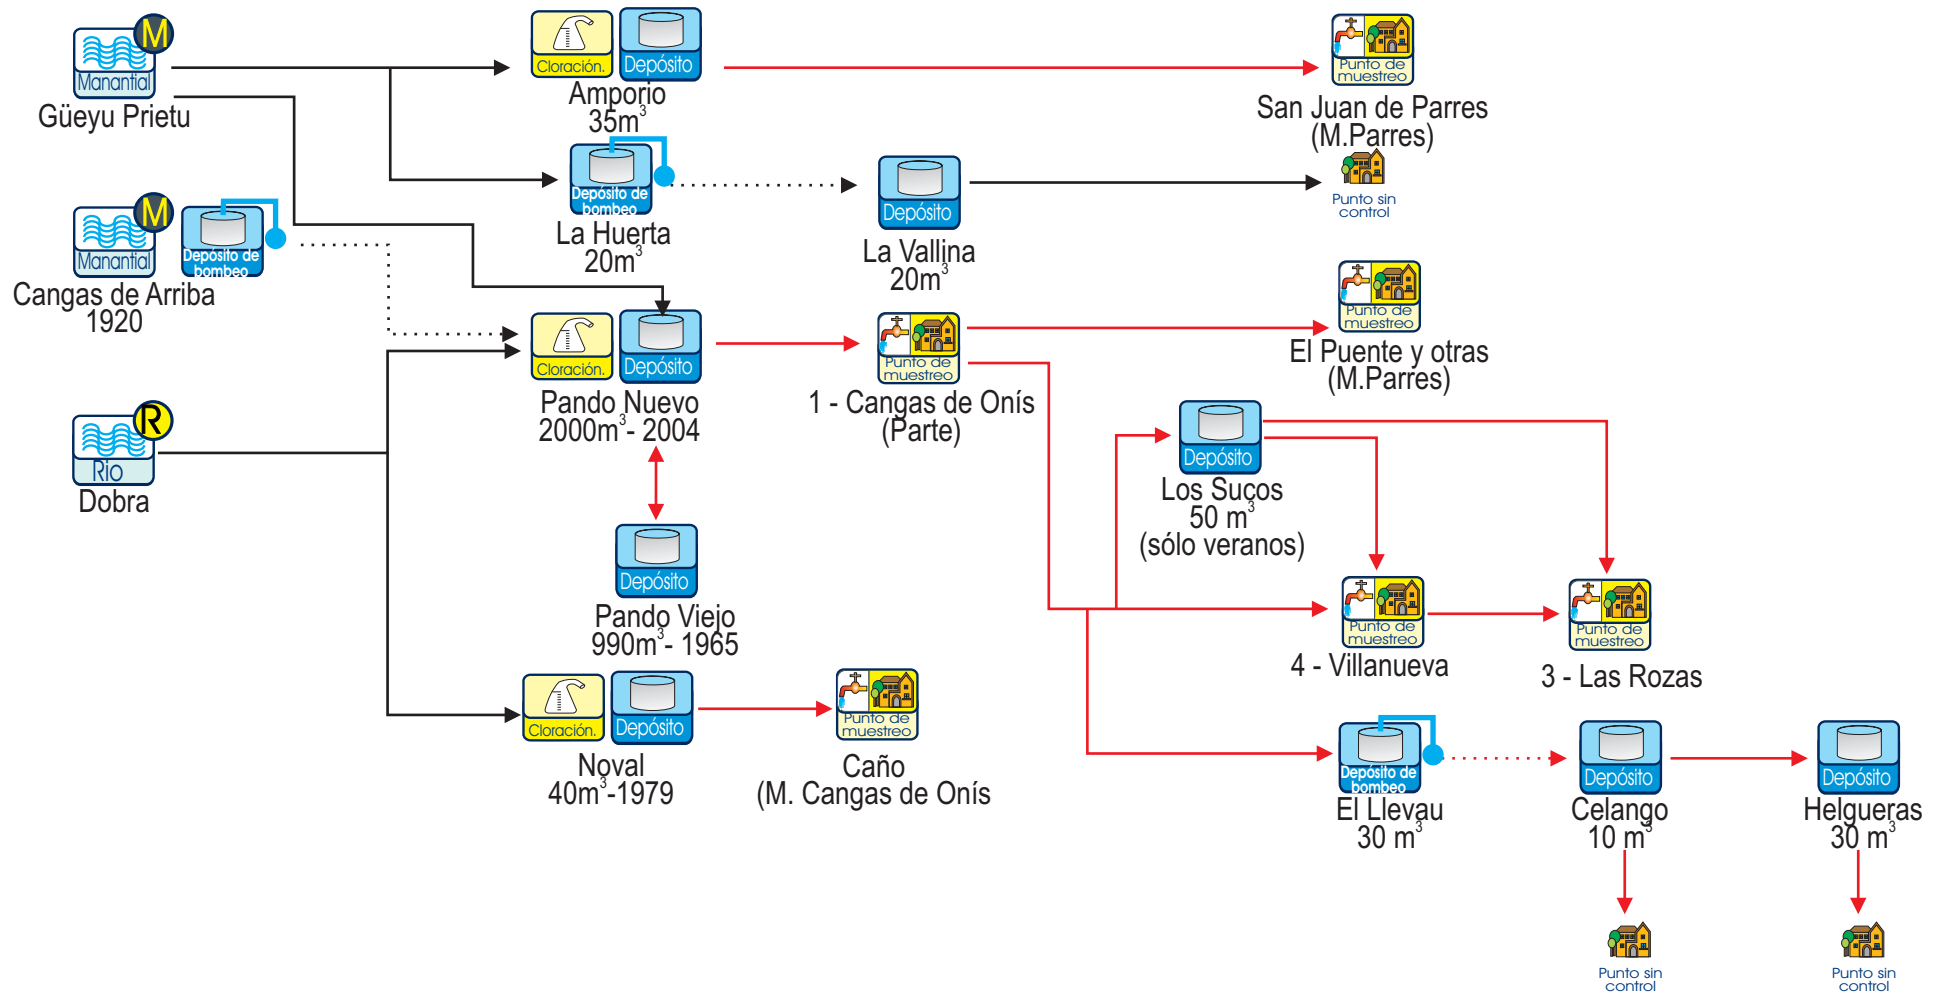 M
Manantial
Güeyu Prietu
Cloración.
Depósito
Amporio
35m³
Punto de
muestreo
San Juan de Parres
(M.Parres)
Depósito de
bombeo
La Huerta
20m³
Depósito
La Vallina
20m³
Punto sin
control
M
Manantial
Depósito de
bombeo
Cangas de Arriba
1920
Cloración.
Depósito
Pando Nuevo
2000m³- 2004
Punto de
muestreo
1 - Cangas de Onís
(Parte)
Punto de
muestreo
El Puente y otras
(M.Parres)
R
Rio
Dobra
Depósito
Los Sucos
50 m³
(sólo veranos)
Depósito
Pando Viejo
990m³- 1965
Punto de
muestreo
4 - Villanueva
Punto de
muestreo
3 - Las Rozas
Cloración.
Depósito
Noval
40m³-1979
Punto de
muestreo
Caño
(M. Cangas de Onís
Depósito de
bombeo
El Llevau
30 m³
Depósito
Celango
10 m³
Depósito
Helgueras
30 m³
Punto sin
control
Punto sin
control